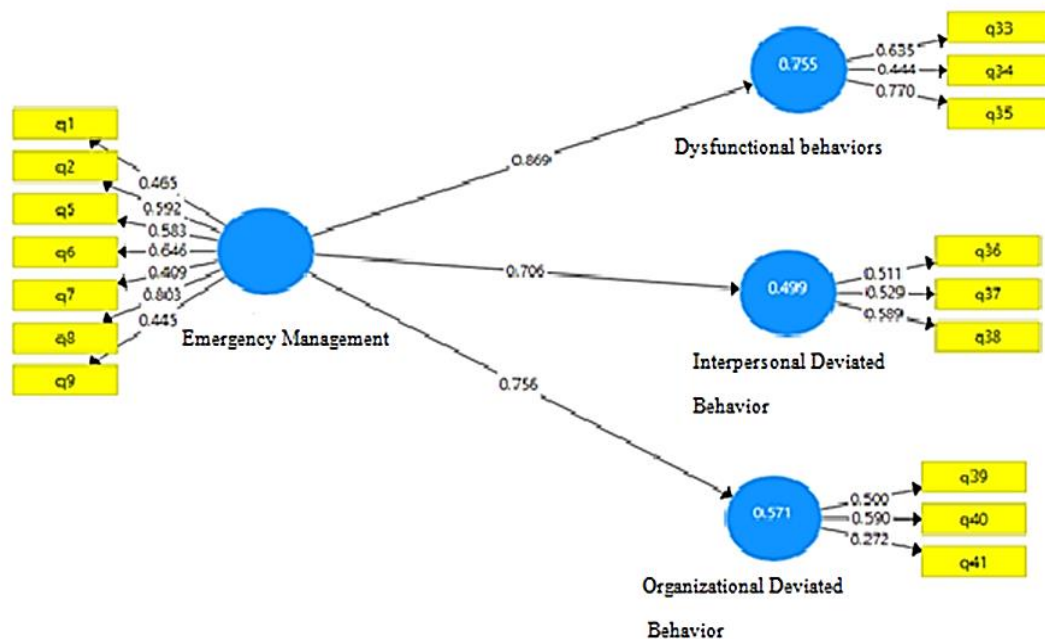 q1
q2
q5
q6
q7
q8
q9
0.465
0.592
0.583
0.646
0.409
0.803
0.445
Emergency Management
0.869
0.706
0.756
0.755
Dysfunctional behaviors
0.635
0.444
0.770
q33
q34
q35
0.499
Interpersonal Deviated
Behavior
0.511
0.529
0.589
q36
q37
q38
0.571
Organizational Deviated
Behavior
0.500
0.590
0.272
q39
q40
q41